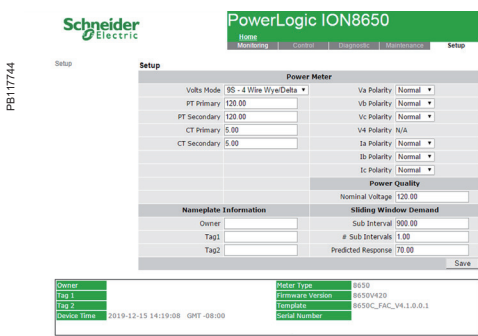 Schneider
Electric
PowerLogic ION8650
Home
Monitoring Control Diagnostic Maintenance Setup
PB117744
Setup
Setup
Power Meter
Volts Mode 9S - 4 Wire Wye/Delta Va Polarity Normal
PT Primary 120.00 Vb Polarity Normal
PT Secondary 120.00 Vc Polarity Normal
CT Primary 5.00 V4 Polarity N/A
CT Secondary 5.00 Ia Polarity Normal
Ib Polarity Normal
Ic Polarity Normal
Power Quality
Nominal Voltage 120.00
Nameplate Information Sliding Window Demand
Owner Sub Interval 900.00
Tag1 # Sub Intervals 1.00
Tag2 Predicted Response 70.00
Save
Owner Meter Type 8650
Tag 1 Firmware Version 8650V420
Tag 2 Template 8650C_FAC_V4.1.0.0.1
Device Time 2019-12-15 14:19:08 GMT -08:00 Serial Number